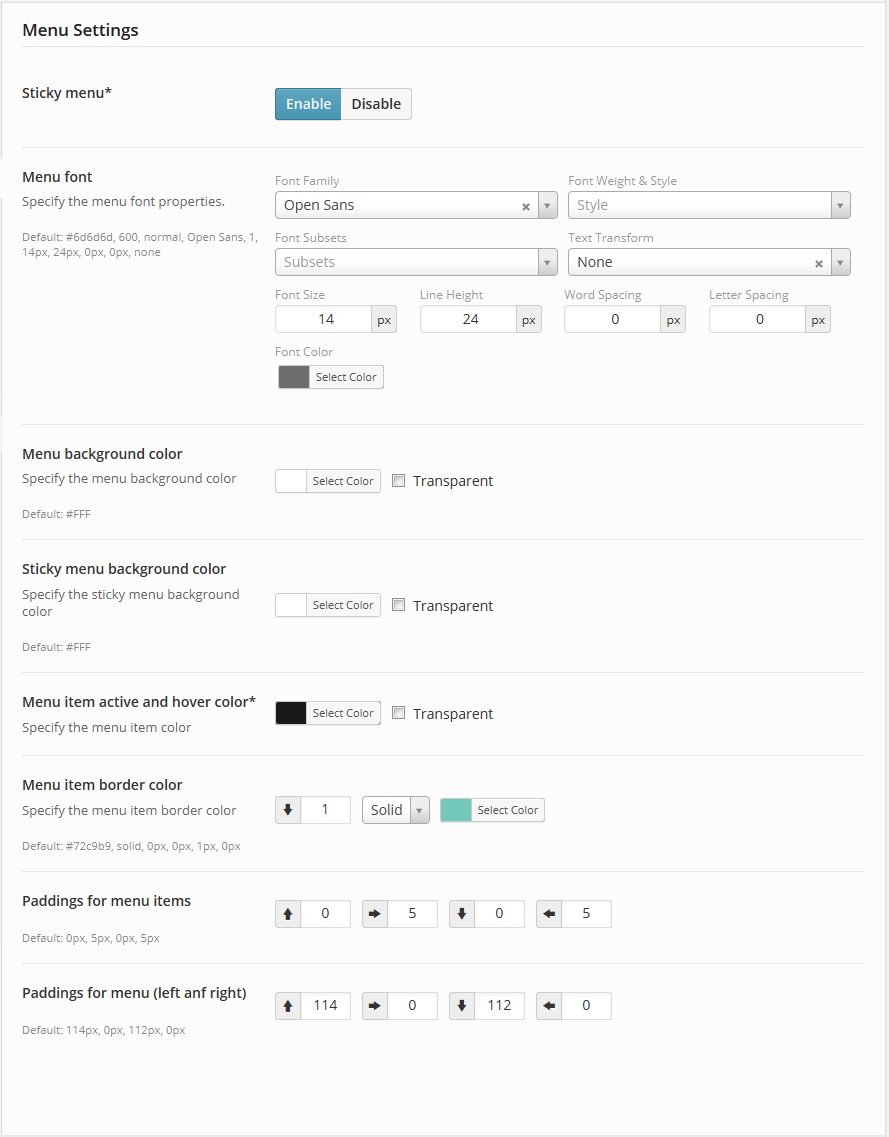 Menu Settings
Sticky menu*
Enable Disable
Menu font
Specify the menu font properties.
Default: #6d6d6d, 600, normal, Open Sans, 1,
14px, 24px, 0px, 0px, none
Font Family
Open Sans
Font Weight & Style
Style
Font Subsets
Subsets
Text Transform
None
Font Size
14 px
Line Height
24 px
Word Spacing
0 px
Letter Spacing
0 px
Font Color
Select Color
Menu background color
Specify the menu background color
Default: #FFF
Select Color Transparent
Sticky menu background color
Specify the sticky menu background
color
Default: #FFF
Select Color Transparent
Menu item active and hover color*
Specify the menu item color
Select Color Transparent
Menu item border color
Specify the menu item border color
Default: #72c9b9, solid, 0px, 0px, 1px, 0px
1 Solid Select Color
Paddings for menu items
Default: 0px, 5px, 0px, 5px
0 5 0 5
Paddings for menu (left anf right)
Default: 114px, 0px, 112px, 0px
114 0 112 0